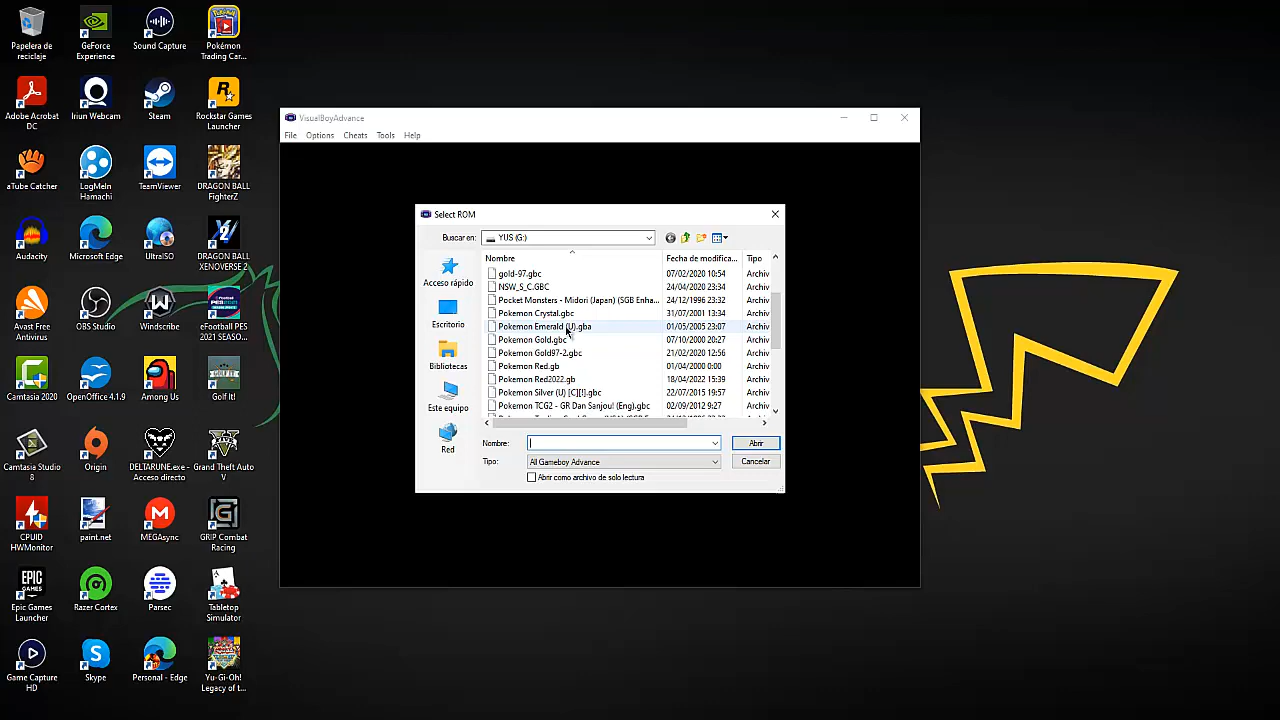 Papelera de
reciclaje
GeForce
Experience
Sound Capture
Pokémon
Trading Car...
Adobe Acrobat
DC
Iriun Webcam
Steam
Rockstar Games
Launcher
aTube Catcher
LogMeIn
Hamachi
TeamViewer
DRAGON BALL
FighterZ
Audacity
Microsoft Edge
UltraISO
DRAGON BALL
XENOVERSE 2
Avast Free
Antivirus
OBS Studio
Windscribe
eFootball PES
2021 SEASO...
Camtasia 2020
OpenOffice 4.1.9
Among Us
Golf It!
Camtasia Studio
8
Origin
DELTARUNE.exe -
Acceso directo
Grand Theft Auto
V
CPUID
HWMonitor
paint.net
MEGAsync
GRIP Combat
Racing
Epic Games
Launcher
Razer Cortex
Parsec
Tabletop
Simulator
Game Capture
HD
Skype
Personal - Edge
Yu-Gi-Oh!
Legacy of t...
VisualBoyAdvance
File Options Cheats Tools Help
Select ROM
Buscar en: YUS (G:)
Nombre Fecha de modifica... Tipo
gold-97.gbc 07/02/2020 10:54 Archiv
NSW_S_C.GBC 24/04/2020 23:34 Archiv
Pocket Monsters - Midori (Japan) (SGB Enha... 24/12/1996 23:32 Archiv
Pokemon Crystal.gbc 31/07/2001 13:34 Archiv
Pokemon Emerald (U).gba 01/05/2005 23:07 Archiv
Pokemon Gold.gbc 07/10/2000 20:27 Archiv
Pokemon Gold97-2.gbc 21/02/2020 12:56 Archiv
Pokemon Red.gb 01/04/2000 0:00 Archiv
Pokemon Red2022.gb 18/04/2022 15:39 Archiv
Pokemon Silver (U) [C][!].gbc 22/07/2015 19:57 Archiv
Pokemon TCG2 - GR Dan Sanjou! (Eng).gbc 02/09/2012 9:27 Archiv
Acceso rápido
Escritorio
Bibliotecas
Este equipo
Red
Nombre: Abrir
Tipo: All Gameboy Advance Cancelar
Abrir como archivo de solo lectura